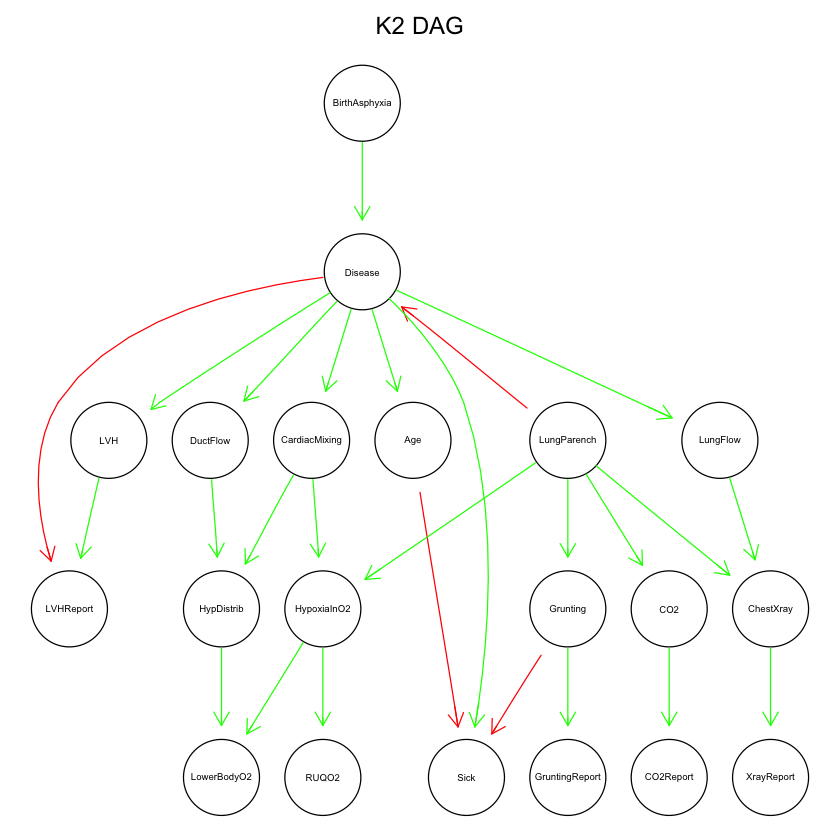 K2 DAG
BirthAsphyxia
Disease
LVH
DuctFlow
CardiacMixing
Age
LungParench
LungFlow
LVHReport
HypDistrib
HypoxiaInO2
Grunting
CO2
ChestXray
LowerBodyO2
RUQO2
Sick
GruntingReport
CO2Report
XrayReport